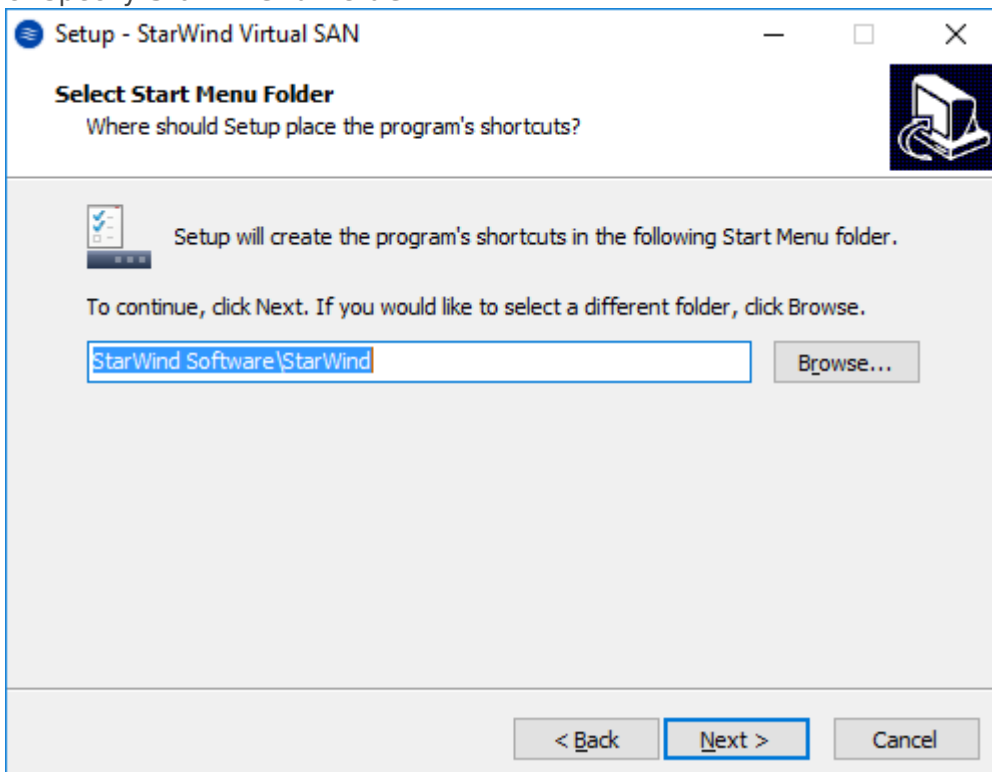 Setup - StarWind Virtual SAN
Select Start Menu Folder
Where should Setup place the program's shortcuts?
Setup will create the program's shortcuts in the following Start Menu folder.
To continue, click Next. If you would like to select a different folder, click Browse.
StarWind Software\StarWind
Browse...
< Back
Next >
Cancel